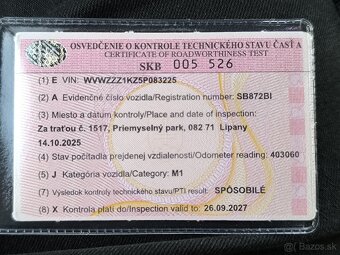 OSVEDČENIE O KONTROLE TECHNICKÉHO STAVU ČASŤ A
CERTIFICATE OF ROADWORTHINESS TEST
SKB 005 526
(1) E VIN: WVWZZZ1KZ5P083225
(2) A Evidenčné číslo vozidla/Registration number: SB872BI
(3) Miesto a dátum kontroly/Place and date of inspection:
Za traťou č. 1517, Priemyselný park, 082 71 Lipany
14.10.2025
(4) Stav počítadla prejdenej vzdialenosti/Odometer reading: 403060
(5) J Kategória vozidla/Category: M1
(7) Výsledok kontroly technického stavu/PTI result: SPÔSOBILÉ
(8) X Kontrola platí do/Inspection valid to: 26.09.2027
bazos.sk